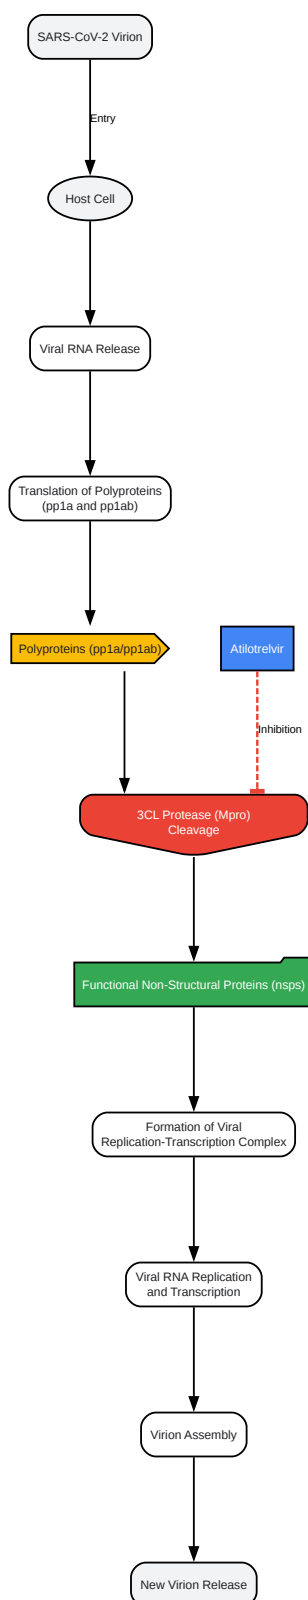 SARS-CoV-2 Virion
Entry
Host Cell
Viral RNA Release
Translation of Polyproteins
(pp1a and pp1ab)
Polyproteins (pp1a/pp1ab)
Atilotrelvir
Inhibition
3CL Protease (Mpro)
Cleavage
Functional Non-Structural Proteins (nsps)
Formation of Viral
Replication-Transcription Complex
Viral RNA Replication
and Transcription
Virion Assembly
New Virion Release